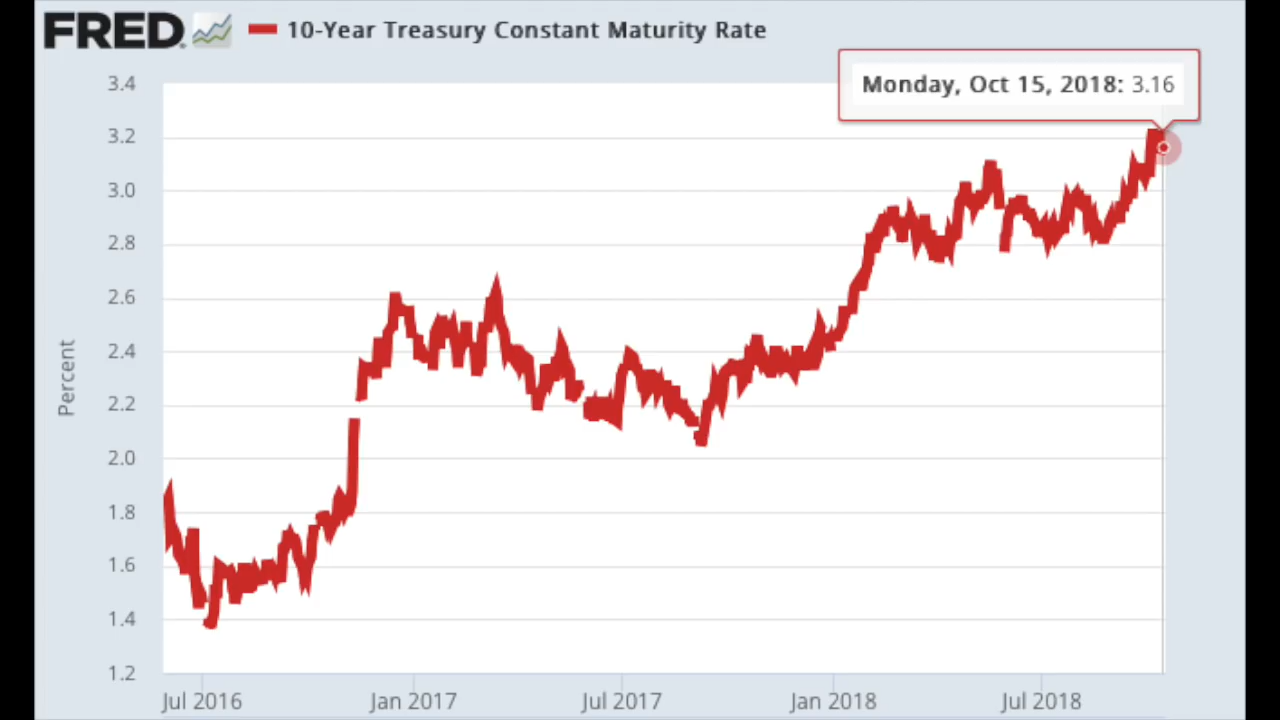 FRED
10-Year Treasury Constant Maturity Rate
Monday, Oct 15, 2018: 3.16
3.4
3.2
3.0
2.8
2.6
2.4
2.2
2.0
1.8
1.6
1.4
1.2
Percent
Jul 2016
Jan 2017
Jul 2017
Jan 2018
Jul 2018